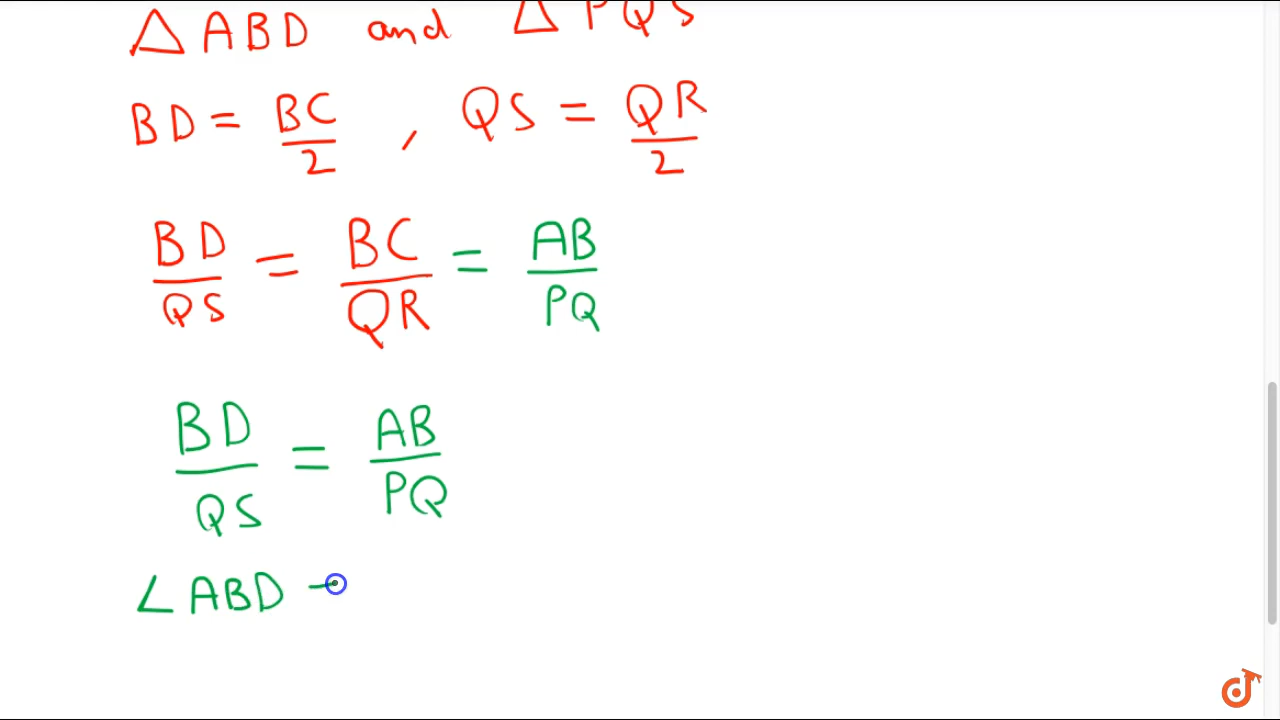 △ ABD and △ PQS
BD = BC/2 , QS = QR/2
BD/QS = BC/QR = AB/PQ
BD/QS = AB/PQ
∠ABD